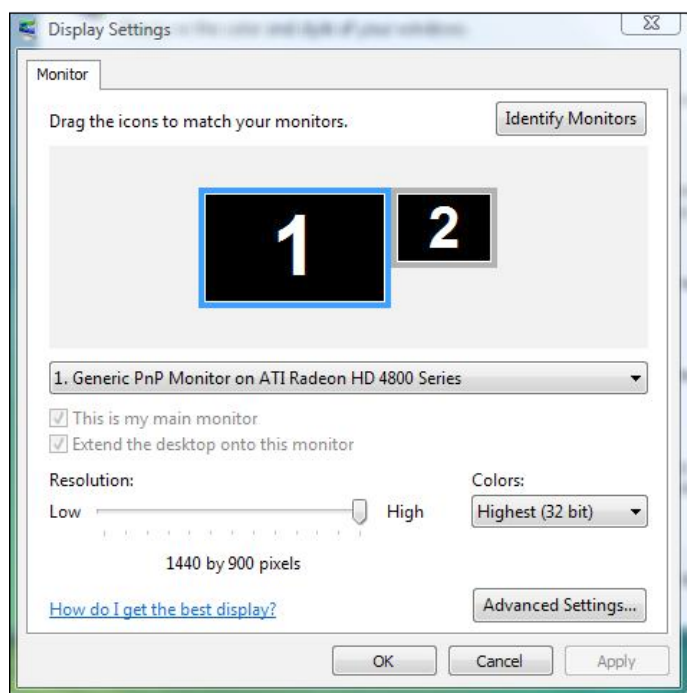 Display Settings
Monitor
Drag the icons to match your monitors.
Identify Monitors
1
2
1. Generic PnP Monitor on ATI Radeon HD 4800 Series
This is my main monitor
Extend the desktop onto this monitor
Resolution:
Colors:
Low
High
Highest (32 bit)
1440 by 900 pixels
How do I get the best display?
Advanced Settings...
OK
Cancel
Apply